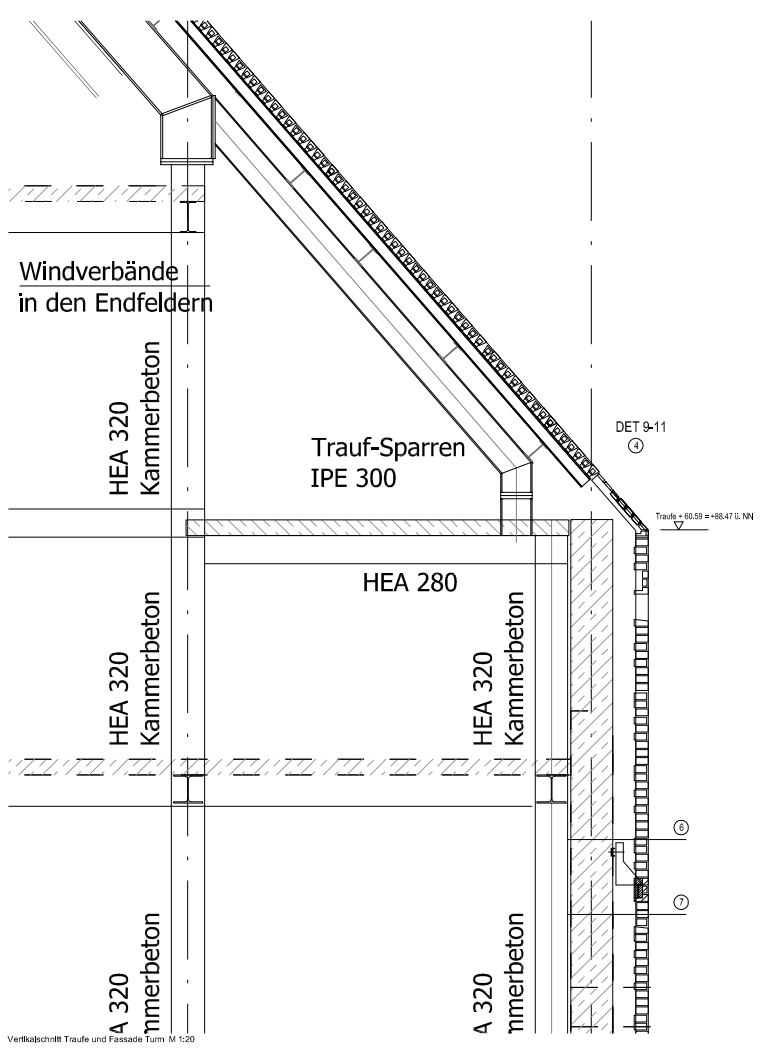 Windverbände
in den Endfeldern
HEA 320
Kammerbeton
DET 9-11
4
Trauf-Sparren
IPE 300
Traufe + 60.59 = +88.47 ü. NN
HEA 280
HEA 320
Kammerbeton
HEA 320
Kammerbeton
6
7
A 320
mmerbeton
A 320
mmerbeton
Vertikalschnitt Traufe und Fassade Turm M 1:20